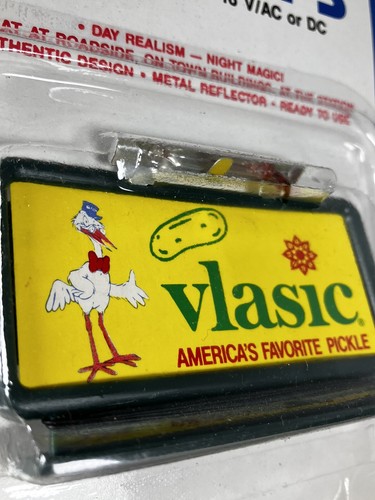 V/AC or DC
• DAY REALISM — NIGHT MAGIC!
AT AT ROADSIDE, ON TOWN BUILDINGS, AT THE STATION
THENTIC DESIGN • METAL REFLECTOR • READY TO USE
vlasic®
AMERICA'S FAVORITE PICKLE